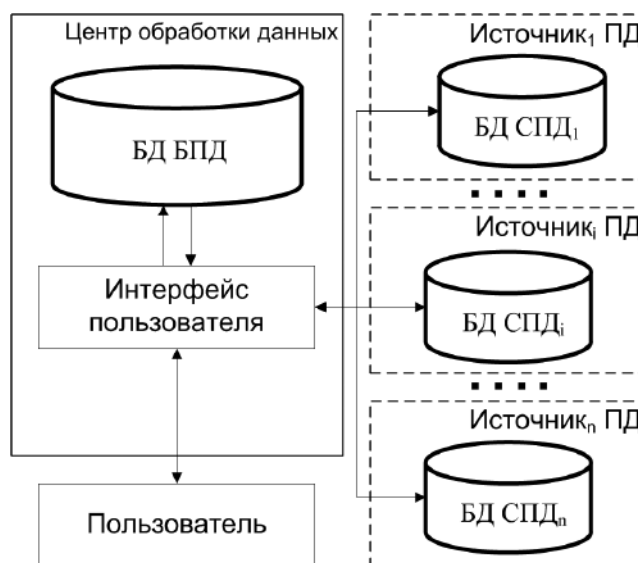 Центр обработки данных
БД БПД
Интерфейс
пользователя
Пользователь
Источник₁ ПД
БД СПД₁
Источникᵢ ПД
БД СПДᵢ
Источникₙ ПД
БД СПДₙ